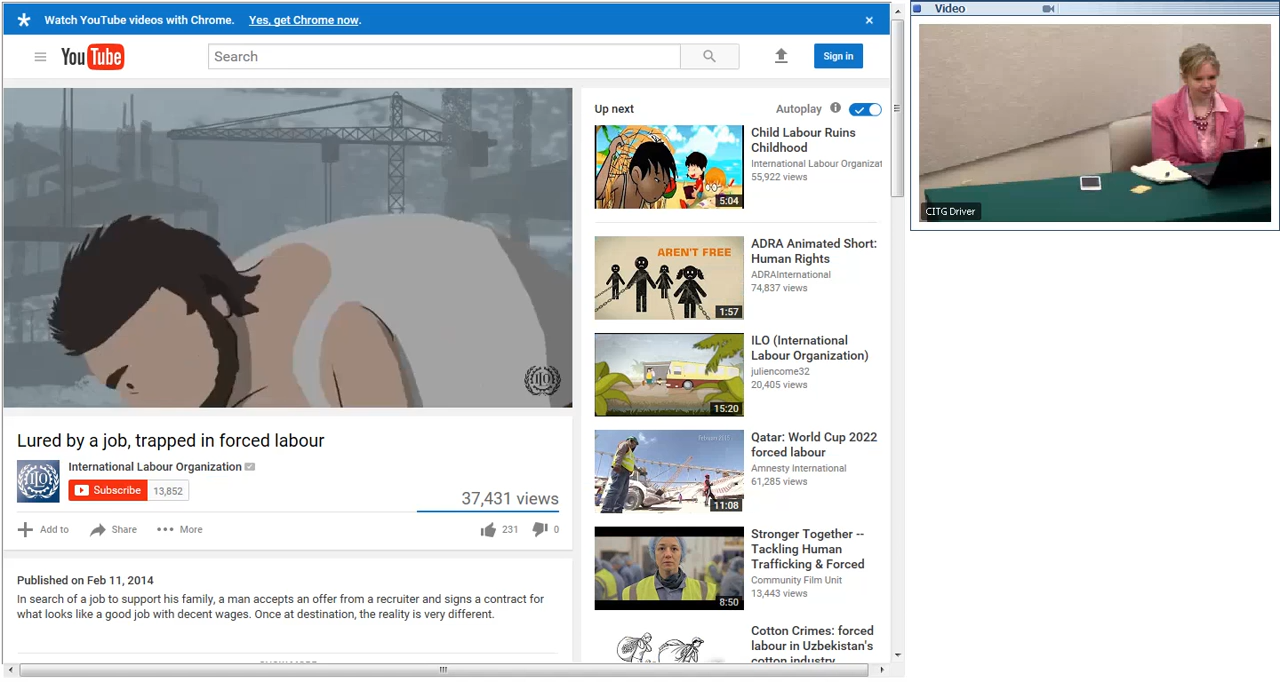 Watch YouTube videos with Chrome. Yes, get Chrome now.
YouTube
Search
Sign in
Lured by a job, trapped in forced labour
International Labour Organization
Subscribe 13,852
37,431 views
Add to Share More 231 0
Published on Feb 11, 2014
In search of a job to support his family, a man accepts an offer from a recruiter and signs a contract for
what looks like a good job with decent wages. Once at destination, the reality is very different.
Up next Autoplay
Child Labour Ruins
Childhood
International Labour Organizat
55,922 views
5:04
AREN'T FREE
1:57
ADRA Animated Short:
Human Rights
ADRAInternational
74,837 views
15:20
ILO (International
Labour Organization)
juliencome32
20,405 views
11:08
Qatar: World Cup 2022
forced labour
Amnesty International
61,285 views
8:50
Stronger Together --
Tackling Human
Trafficking & Forced
Community Film Unit
13,443 views
Cotton Crimes: forced
labour in Uzbekistan's
cotton industry
Video
CITG Driver